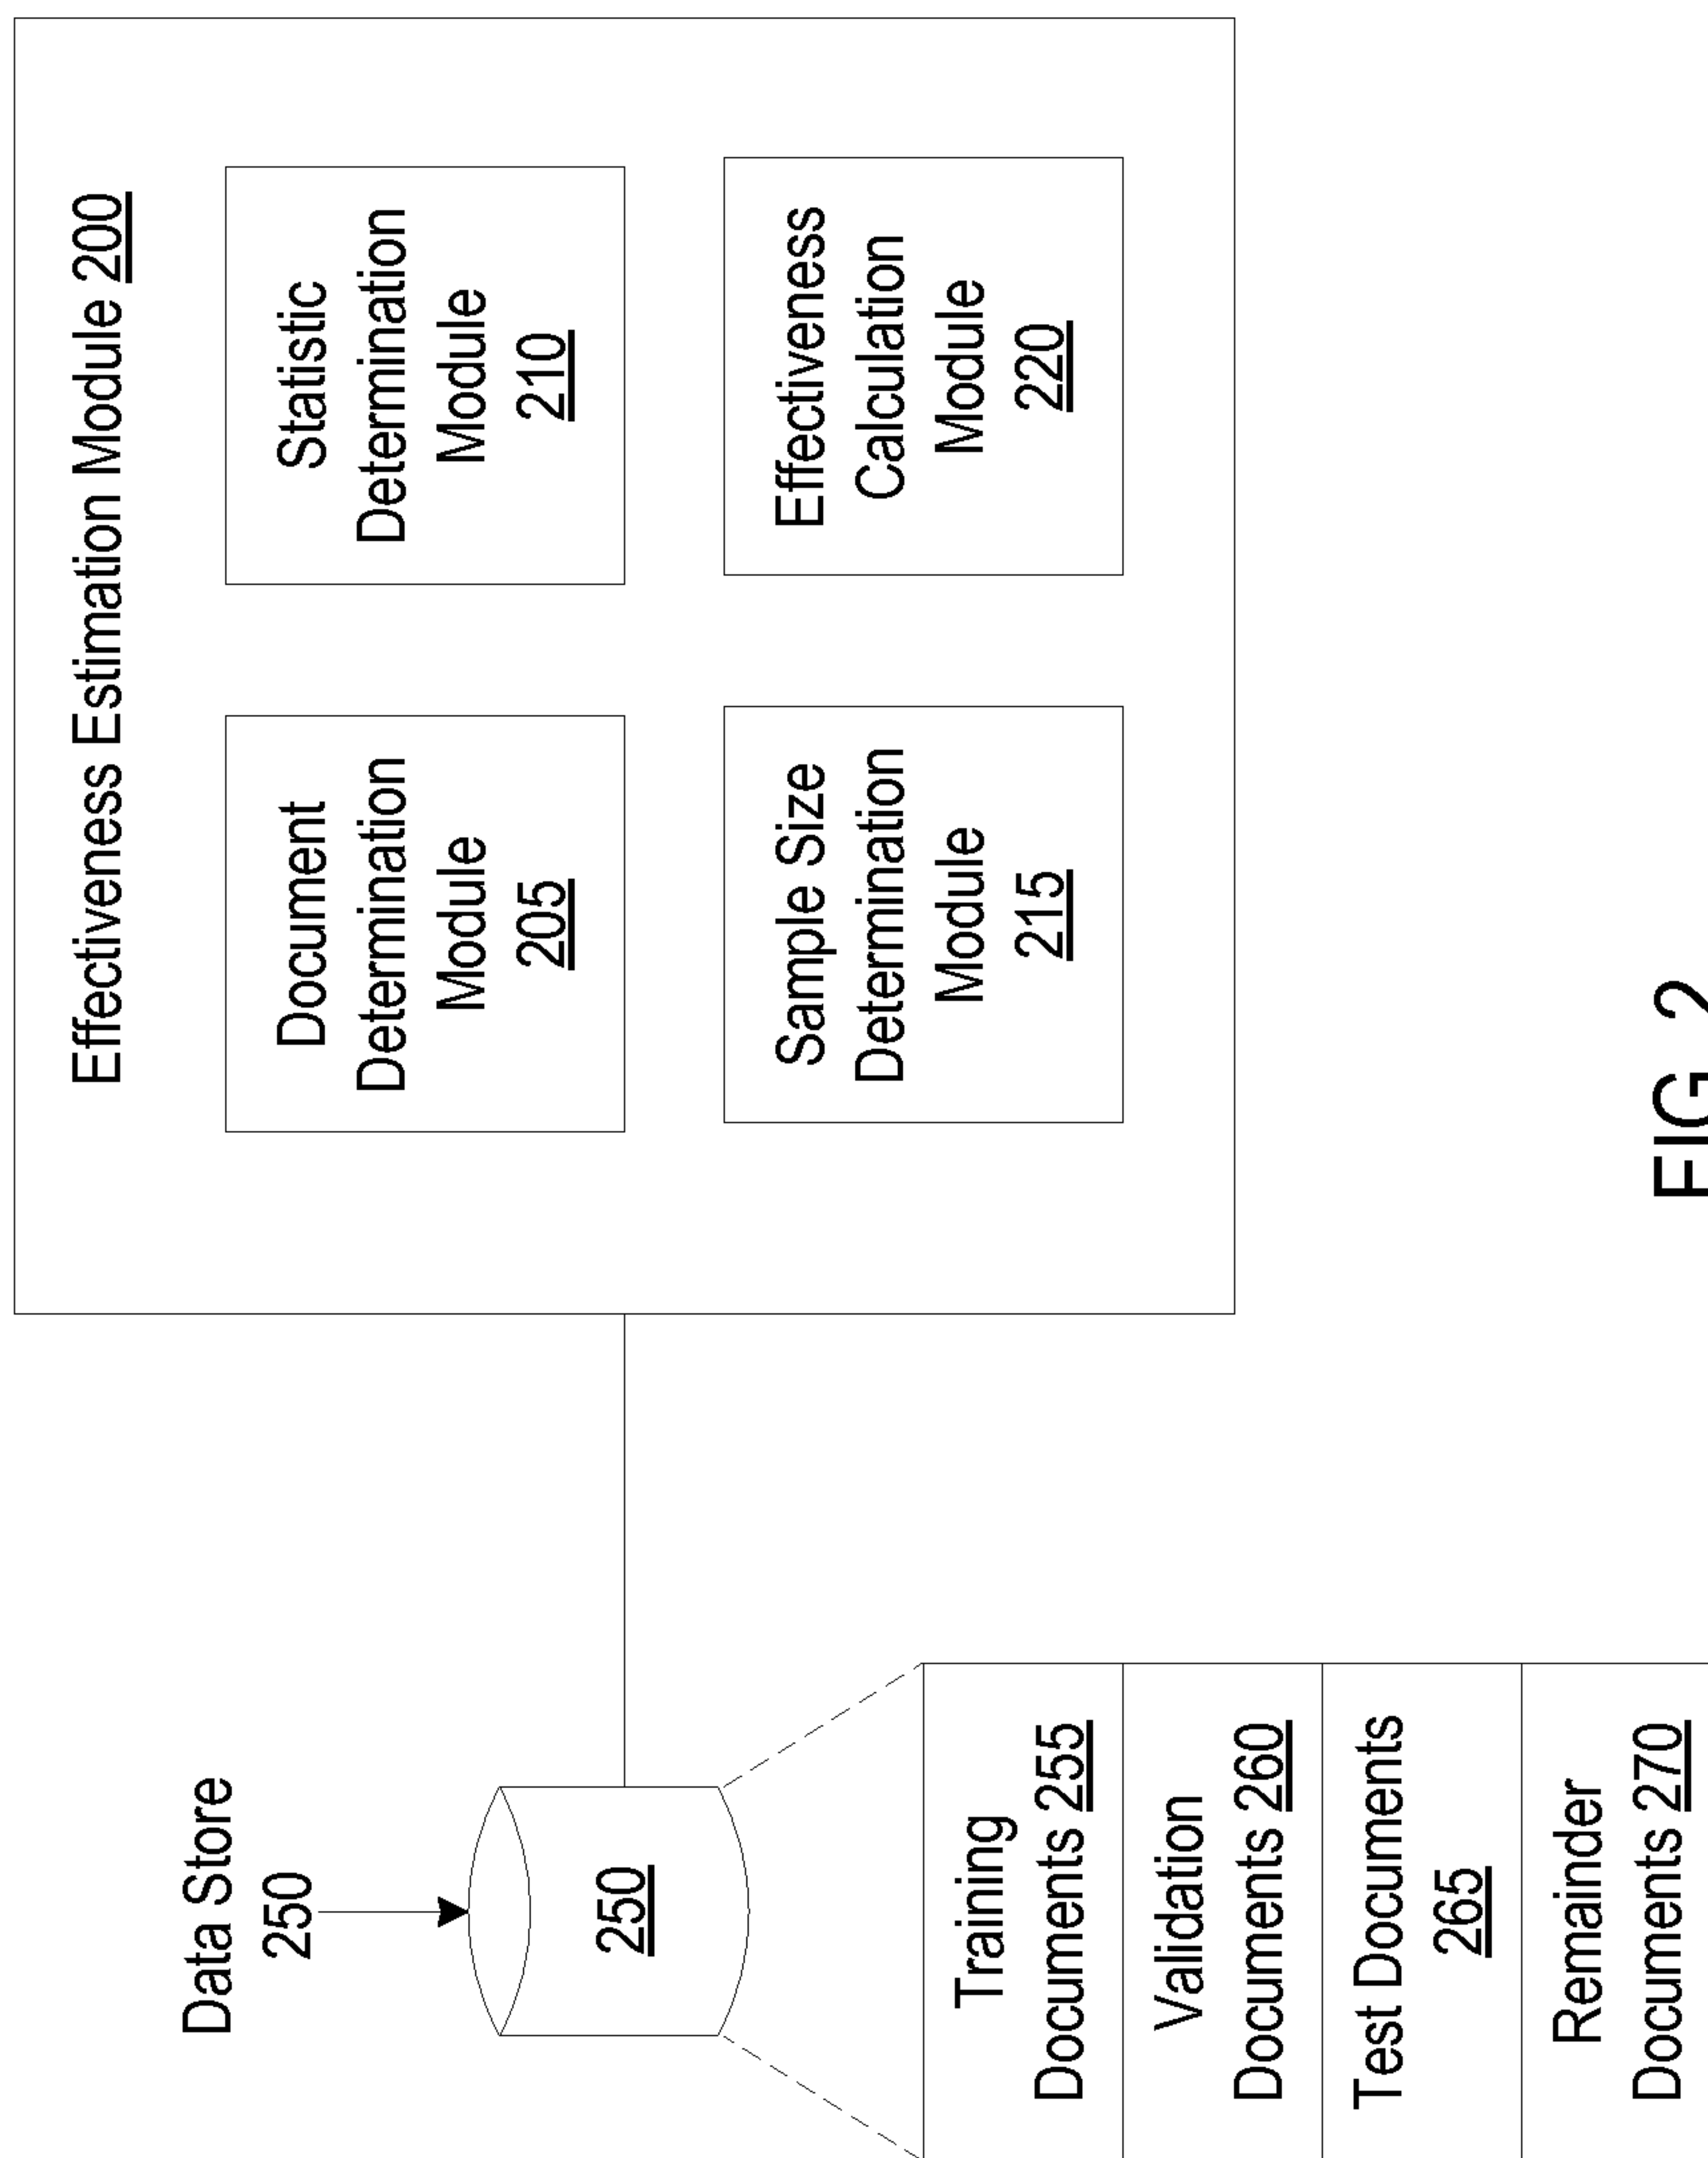 Data Store
250
250
Training
Documents 255
Validation
Documents 260
Test Documents
265
Remainder
Documents 270
Effectiveness Estimation Module 200
Document
Determination
Module
205
Statistic
Determination
Module
210
Sample Size
Determination
Module
215
Effectiveness
Calculation
Module
220
FIG. 2